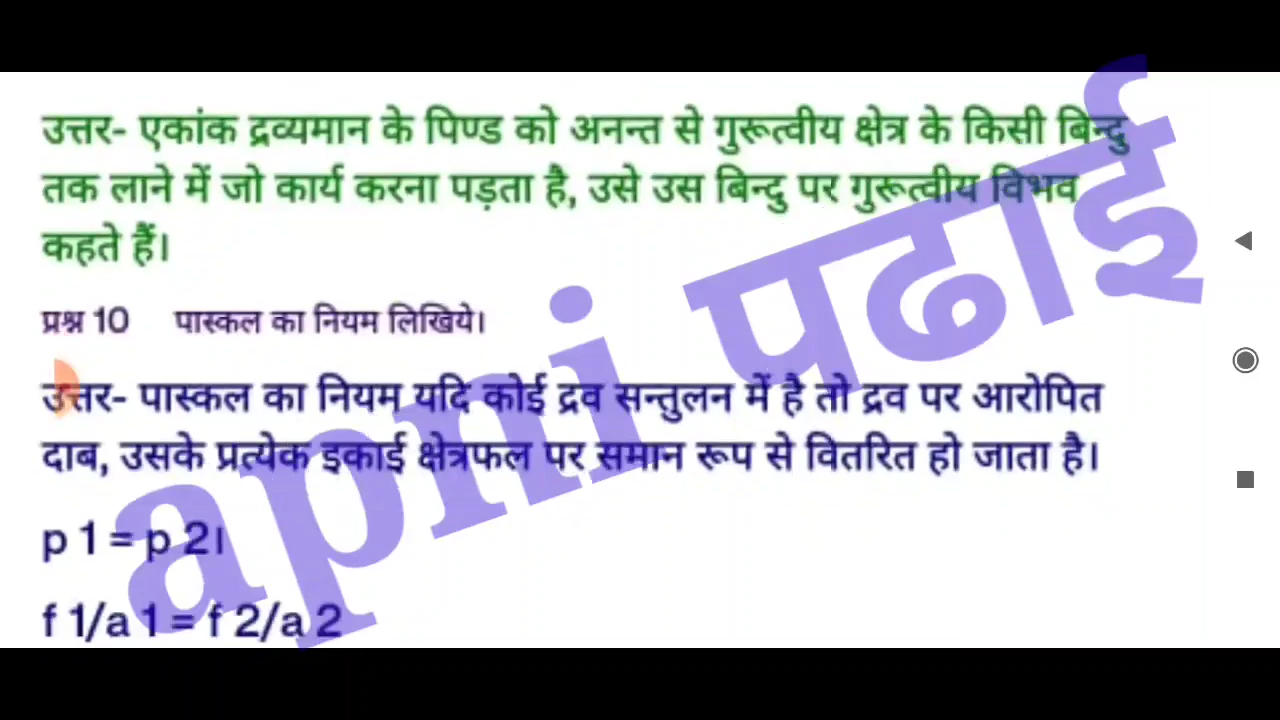 उत्तर- एकांक द्रव्यमान के पिण्ड को अनन्त से गुरूत्वीय क्षेत्र के किसी बिन्दु
तक लाने में जो कार्य करना पड़ता है, उसे उस बिन्दु पर गुरूत्वीय विभव
कहते हैं।
प्रश्न 10 पास्कल का नियम लिखिये।
उत्तर- पास्कल का नियम यदि कोई द्रव सन्तुलन में है तो द्रव पर आरोपित
दाब, उसके प्रत्येक इकाई क्षेत्रफल पर समान रूप से वितरित हो जाता है।
p 1 = p 2।
f 1/a 1 = f 2/a 2
apni पढाई